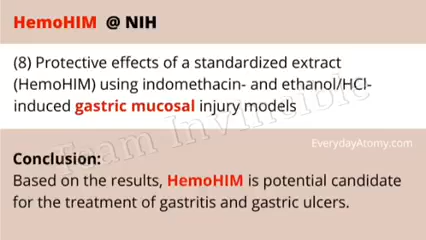 HemoHIM @ NIH
(8) Protective effects of a standardized extract
(HemoHIM) using indomethacin- and ethanol/HCl-
induced gastric mucosal injury models
Team Invincible
EverydayAtomy.com
Conclusion:
Based on the results, HemoHIM is potential candidate
for the treatment of gastritis and gastric ulcers.